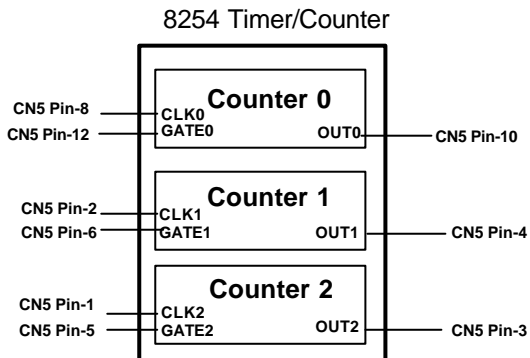 8254 Timer/Counter
Counter 0
CN5 Pin-8
CLK0
CN5 Pin-12
GATE0
OUT0
CN5 Pin-10
Counter 1
CN5 Pin-2
CLK1
CN5 Pin-6
GATE1
OUT1
CN5 Pin-4
Counter 2
CN5 Pin-1
CLK2
CN5 Pin-5
GATE2
OUT2
CN5 Pin-3